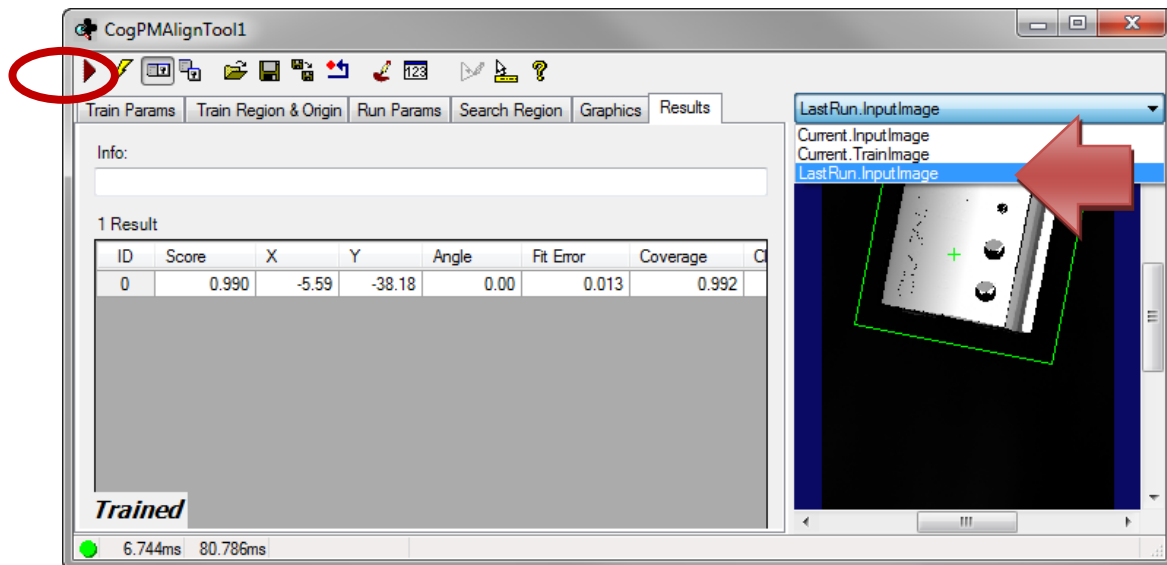 CogPMAlignTool1
123
Train Params Train Region & Origin Run Params Search Region Graphics Results
LastRun.InputImage
Current.InputImage
Current.TrainImage
LastRun.InputImage
Info:
1 Result
ID Score X Y Angle Fit Error Coverage
0 0.990 -5.59 -38.18 0.00 0.013 0.992
Trained
6.744ms 80.786ms